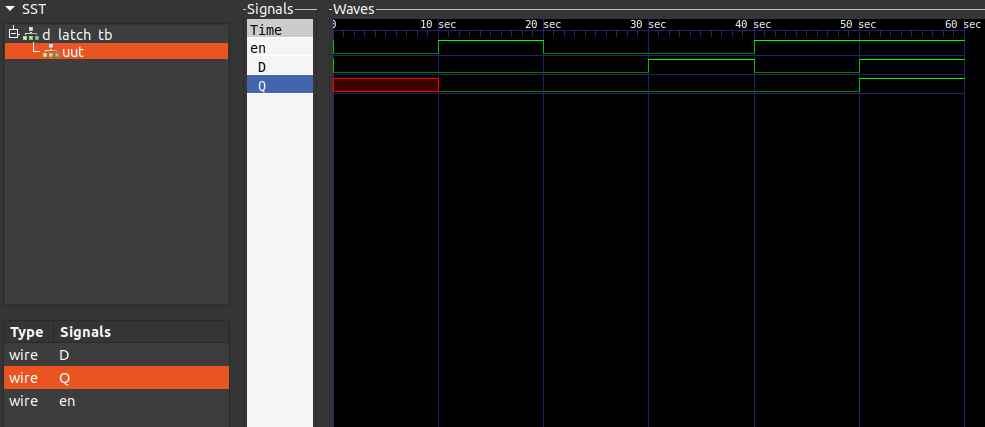 SST
d_latch_tb
uut
Type Signals
wire D
wire Q
wire en
Signals
Time
en
D
Q
Waves
0 10 sec 20 sec 30 sec 40 sec 50 sec 60 sec